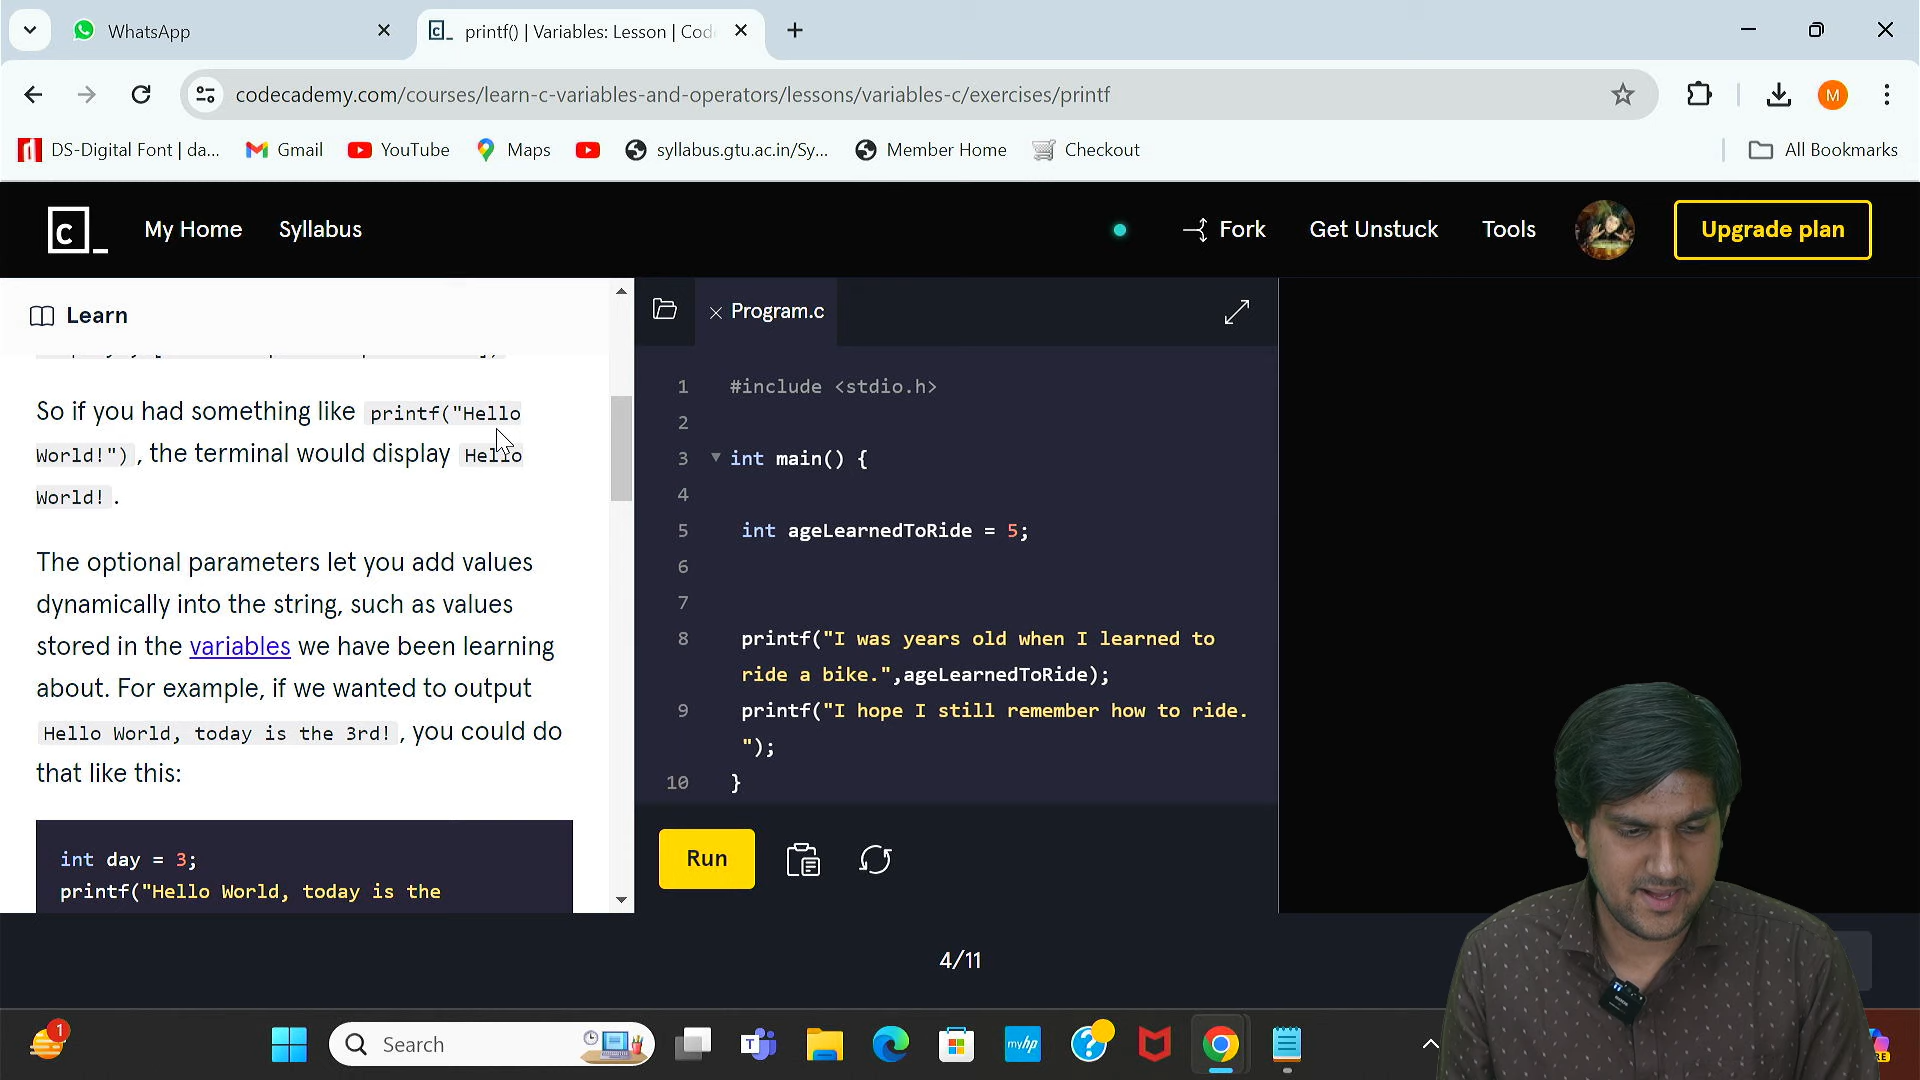 WhatsApp
c_ printf() | Variables: Lesson | Cod
codecademy.com/courses/learn-c-variables-and-operators/lessons/variables-c/exercises/printf
M
DS-Digital Font | da...
Gmail
YouTube
Maps
syllabus.gtu.ac.in/Sy...
Member Home
Checkout
All Bookmarks
c_
My Home
Syllabus
Fork
Get Unstuck
Tools
Upgrade plan
Learn
So if you had something like printf("Hello
World!"), the terminal would display Hello
World!.
The optional parameters let you add values
dynamically into the string, such as values
stored in the variables we have been learning
about. For example, if we wanted to output
Hello World, today is the 3rd!, you could do
that like this:
int day = 3;
printf("Hello World, today is the
Program.c
1 #include <stdio.h>
2
3 int main() {
4
5 int ageLearnedToRide = 5;
6
7
8 printf("I was years old when I learned to
ride a bike.",ageLearnedToRide);
9 printf("I hope I still remember how to ride.
");
10 }
Run
4/11
1
Search
T
myhp
?